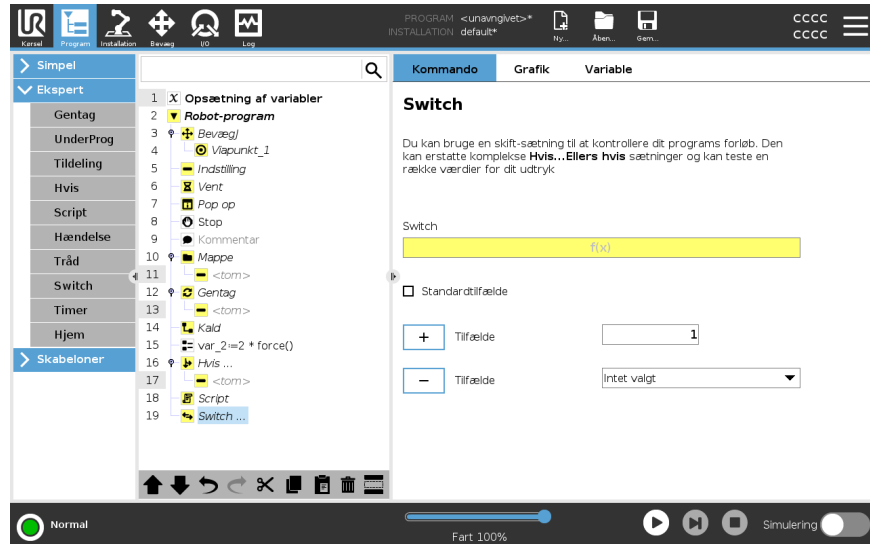 PROGRAM <unavngivet>*
INSTALLATION default*
Kørsel
Program
Installation
Bevæg
I/O
Log
Ny...
Åben...
Gem...
CCCC
CCCC
Simpel
Ekspert
Gentag
UnderProg
Tildeling
Hvis
Script
Hændelse
Tråd
Switch
Timer
Hjem
Skabeloner
1 X Opsætning af variabler
2 Robot-program
3 BevægJ
4 Viapunkt_1
5 Indstilling
6 Vent
7 Pop op
8 Stop
9 Kommentar
10 Mappe
11 <tom>
12 Gentag
13 <tom>
14 Kald
15 var_2:=2 * force()
16 Hvis ...
17 <tom>
18 Script
19 Switch ...
Kommando Grafik Variable
Switch
Du kan bruge en skift-sætning til at kontrollere dit programs forløb. Den
kan erstatte komplekse Hvis...Ellers hvis sætninger og kan teste en
række værdier for dit udtryk
Switch
f(x)
Standardtilfælde
+ Tilfælde 1
− Tilfælde Intet valgt
Normal
Fart 100%
Simulering